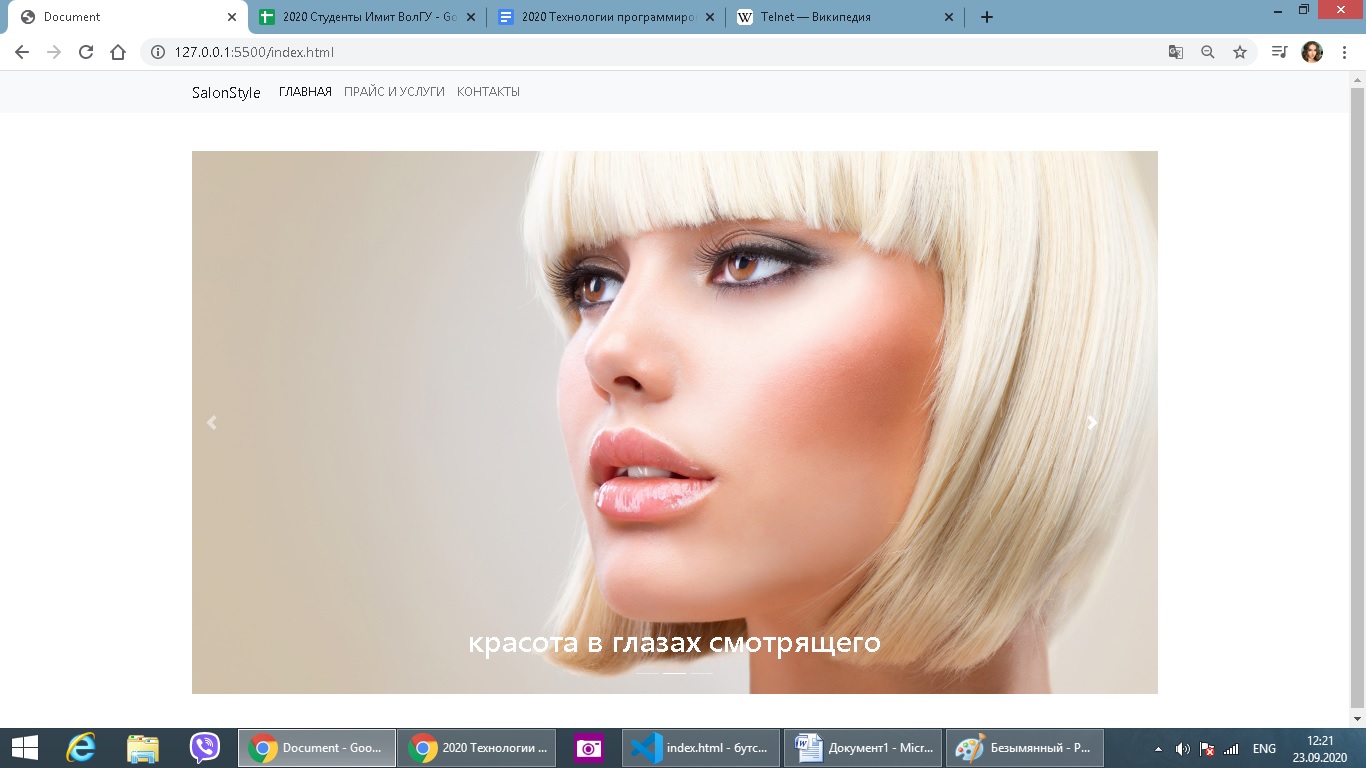 Document
2020 Студенты Имит ВолГУ - Go
2020 Технологии программиро
W Telnet — Википедия
127.0.0.1:5500/index.html
SalonStyle ГЛАВНАЯ ПРАЙС И УСЛУГИ КОНТАКТЫ
красота в глазах смотрящего
Document - Goo...
2020 Технологии ...
index.html - бутс...
Документ1 - Micr...
Безымянный - P...
ENG
12:21
23.09.2020